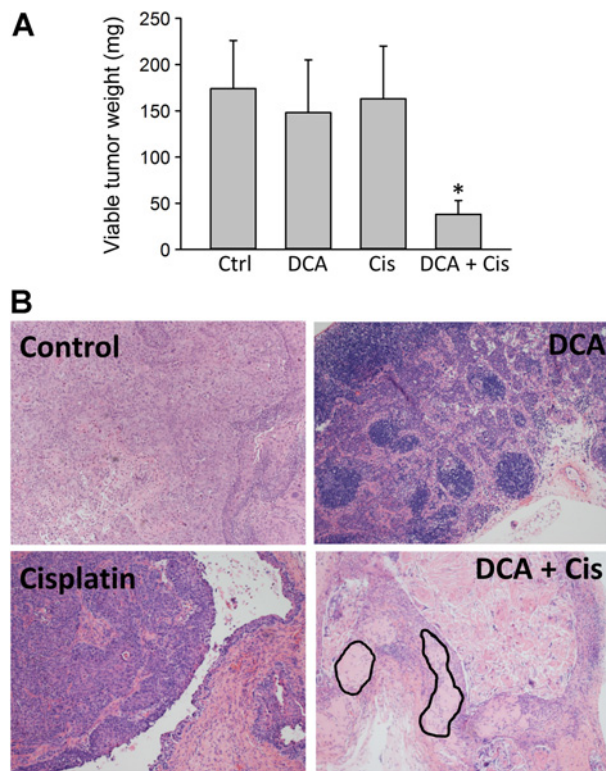 A
Viable tumor weight (mg)
250
200
150
100
50
0
*
Ctrl DCA Cis DCA + Cis
B
Control
DCA
Cisplatin
DCA + Cis